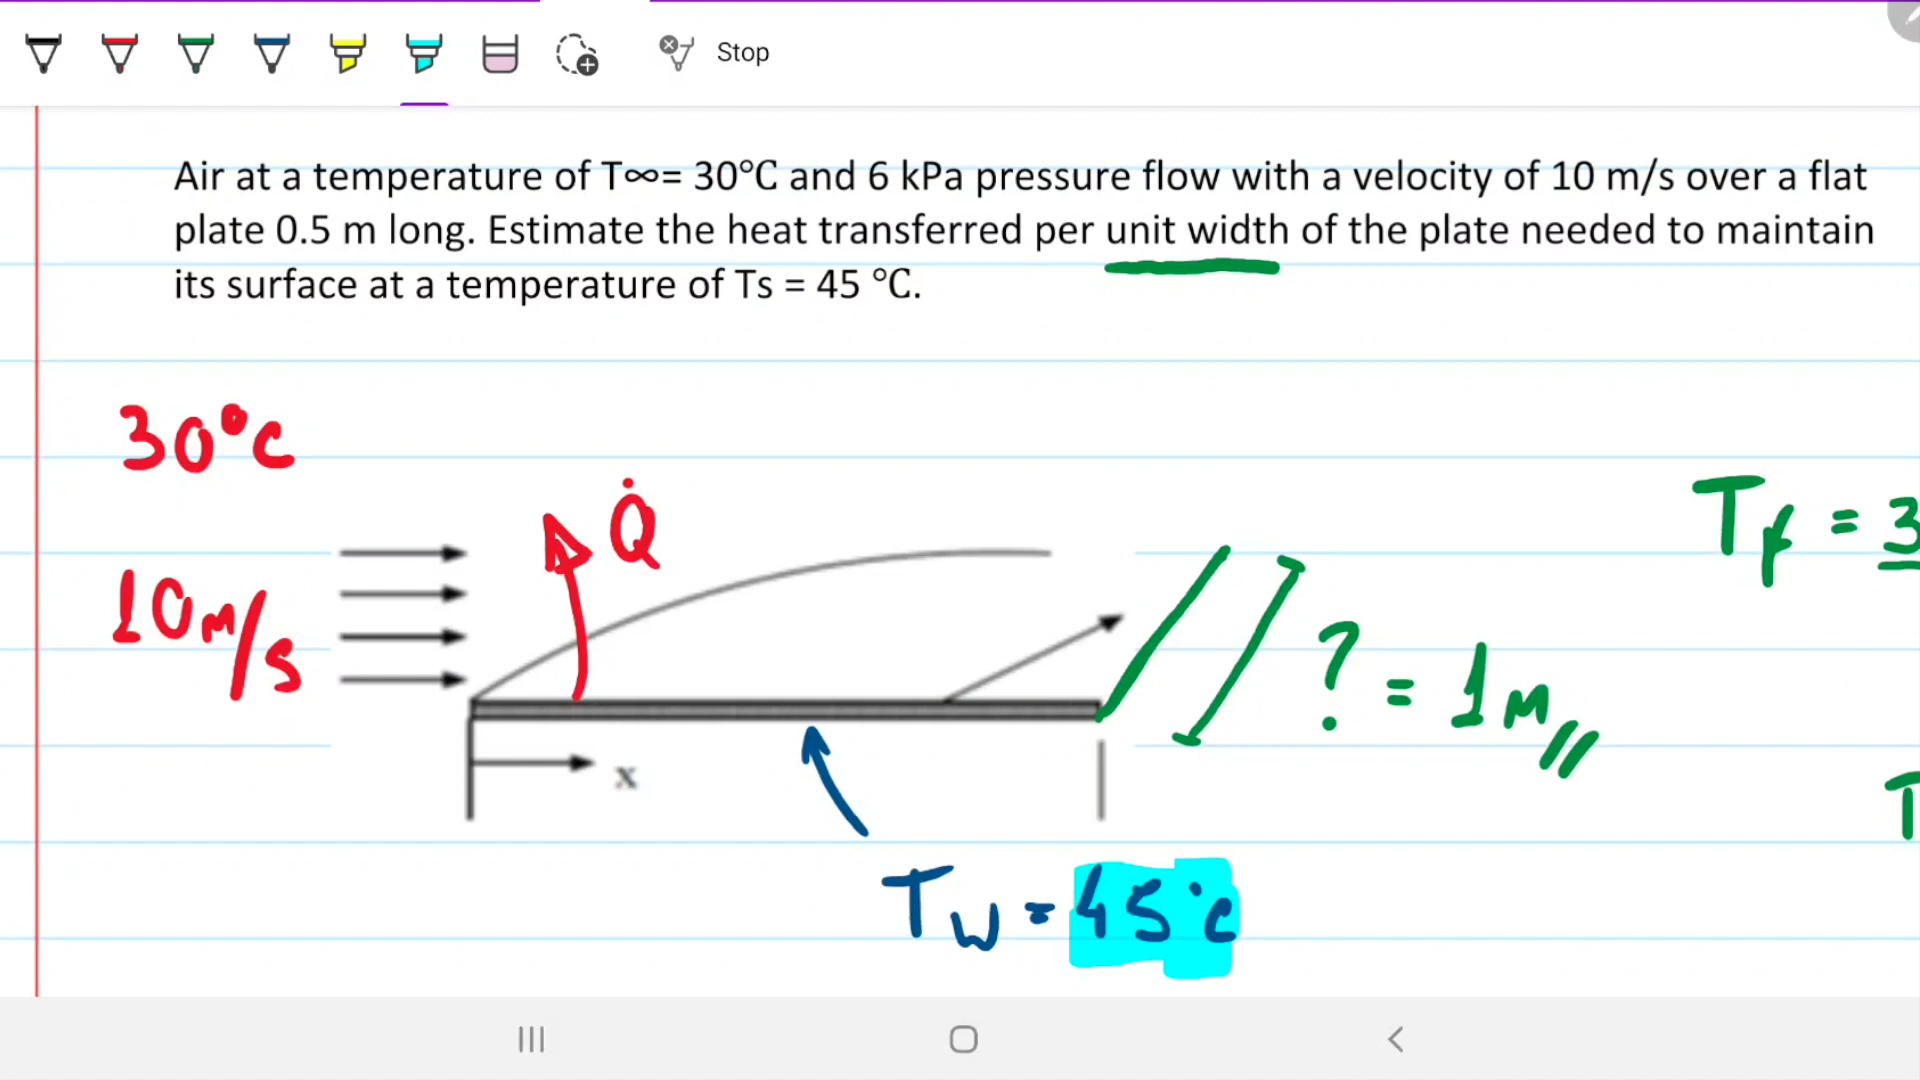 Stop
Air at a temperature of T∞= 30°C and 6 kPa pressure flow with a velocity of 10 m/s over a flat
plate 0.5 m long. Estimate the heat transferred per unit width of the plate needed to maintain
its surface at a temperature of Ts = 45 °C.
30°C
Q̇
Tf = 3
10m/s
? = 1m
x
T
Tw = 45°C